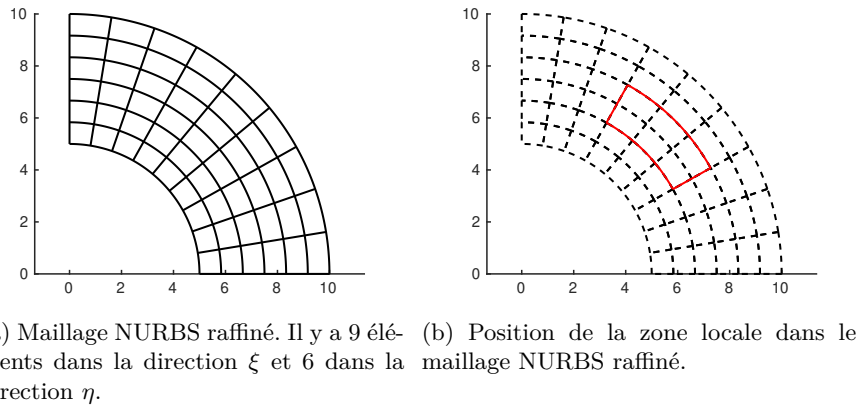 10
8
6
4
2
0
0 2 4 6 8 10
10
8
6
4
2
0
0 2 4 6 8 10
) Maillage NURBS raffiné. Il y a 9 élé-
ents dans la direction ξ et 6 dans la
rection η.
(b) Position de la zone locale dans le
maillage NURBS raffiné.